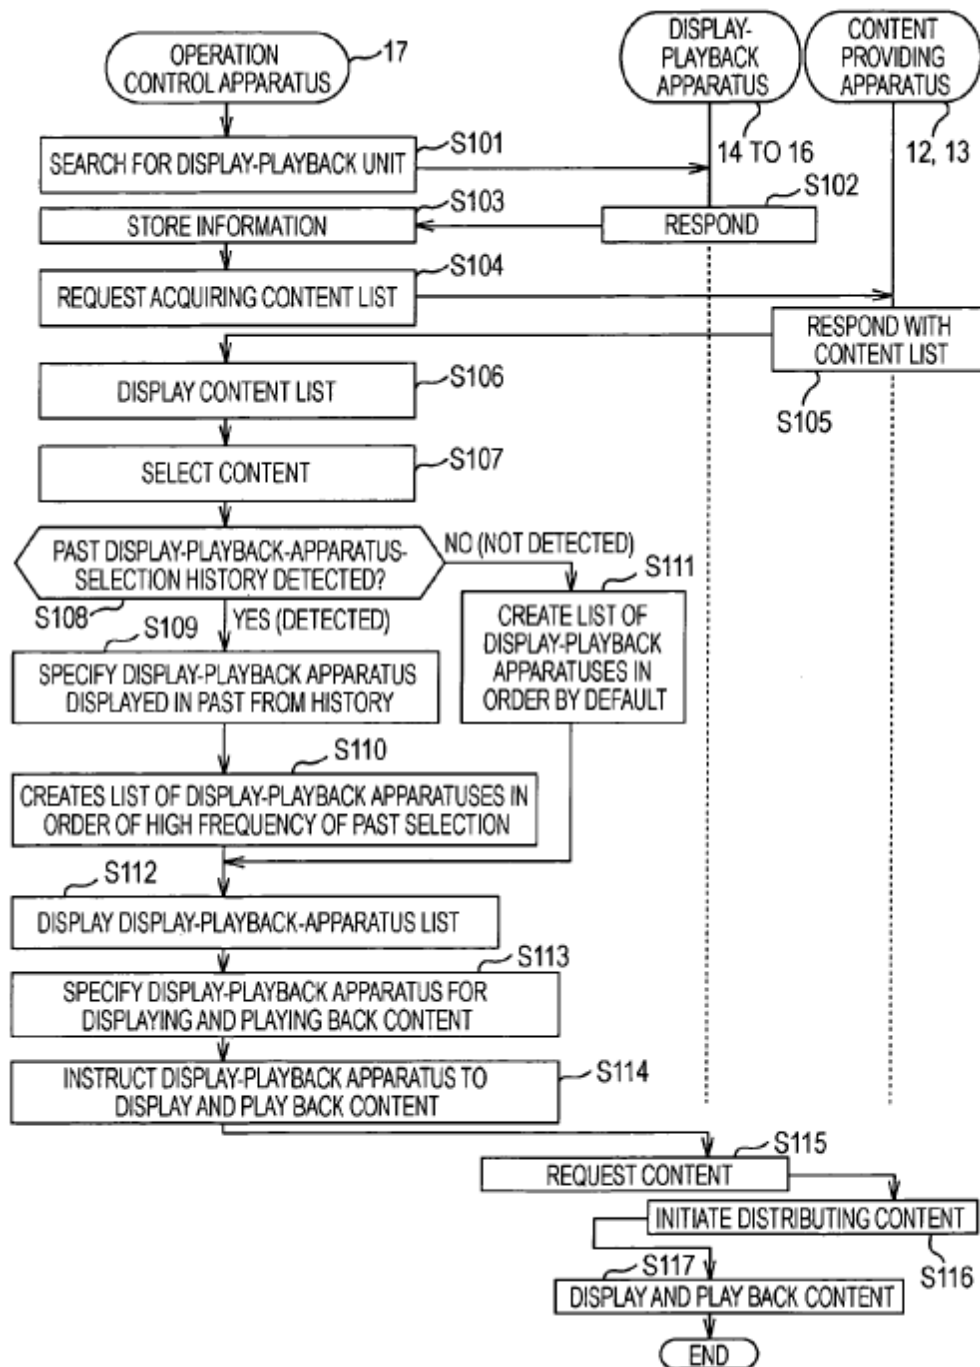 OPERATION
CONTROL APPARATUS
17
DISPLAY-
PLAYBACK
APPARATUS
14 TO 16
CONTENT
PROVIDING
APPARATUS
12, 13
SEARCH FOR DISPLAY-PLAYBACK UNIT
S101
S102
RESPOND
S103
STORE INFORMATION
S104
REQUEST ACQUIRING CONTENT LIST
RESPOND WITH
CONTENT LIST
S105
DISPLAY CONTENT LIST
S106
SELECT CONTENT
S107
PAST DISPLAY-PLAYBACK-APPARATUS-
SELECTION HISTORY DETECTED?
S108
NO (NOT DETECTED)
YES (DETECTED)
S111
CREATE LIST OF
DISPLAY-PLAYBACK
APPARATUSES IN
ORDER BY DEFAULT
S109
SPECIFY DISPLAY-PLAYBACK APPARATUS
DISPLAYED IN PAST FROM HISTORY
S110
CREATES LIST OF DISPLAY-PLAYBACK APPARATUSES IN
ORDER OF HIGH FREQUENCY OF PAST SELECTION
S112
DISPLAY DISPLAY-PLAYBACK-APPARATUS LIST
S113
SPECIFY DISPLAY-PLAYBACK APPARATUS FOR
DISPLAYING AND PLAYING BACK CONTENT
INSTRUCT DISPLAY-PLAYBACK APPARATUS TO
DISPLAY AND PLAY BACK CONTENT
S114
S115
REQUEST CONTENT
INITIATE DISTRIBUTING CONTENT
S116
S117
DISPLAY AND PLAY BACK CONTENT
END